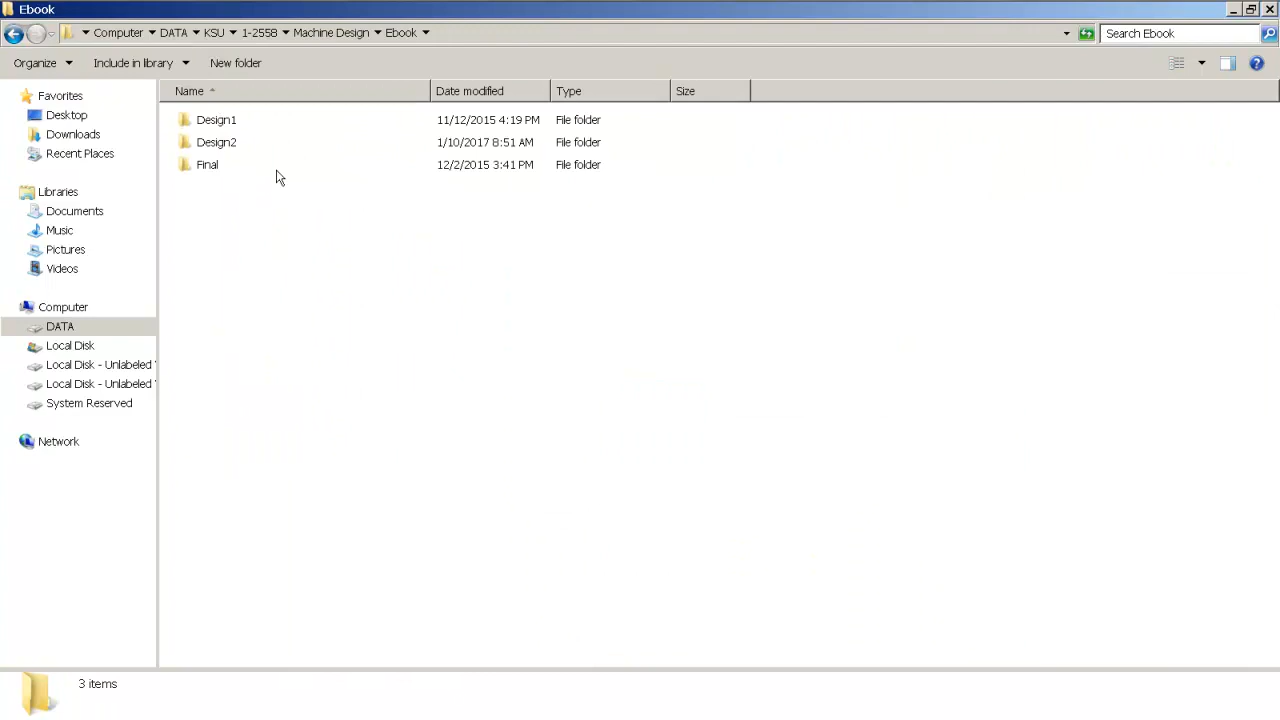 Ebook
Computer DATA KSU 1-2558 Machine Design Ebook
Search Ebook
Organize Include in library New folder
Name Date modified Type Size
Favorites
Desktop
Downloads
Recent Places
Libraries
Documents
Music
Pictures
Videos
Computer
DATA
Local Disk
Local Disk - Unlabeled
Local Disk - Unlabeled
System Reserved
Network
Design1 11/12/2015 4:19 PM File folder
Design2 1/10/2017 8:51 AM File folder
Final 12/2/2015 3:41 PM File folder
3 items